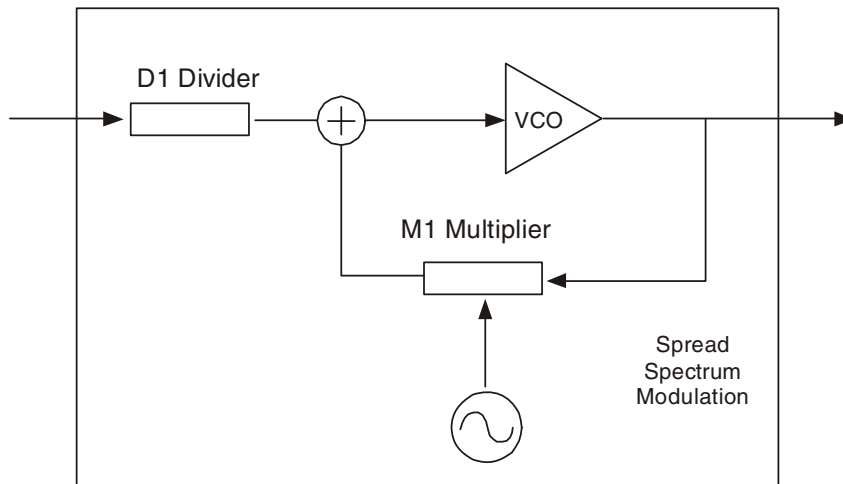 D1 Divider
VCO
M1 Multiplier
Spread
Spectrum
Modulation